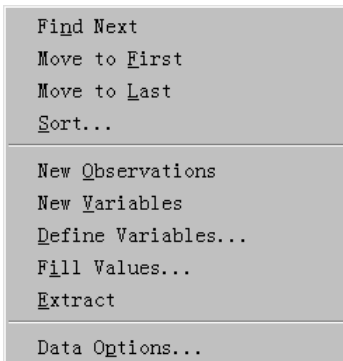 Find Next
Move to First
Move to Last
Sort...
New Observations
New Variables
Define Variables...
Fill Values...
Extract
Data Options...